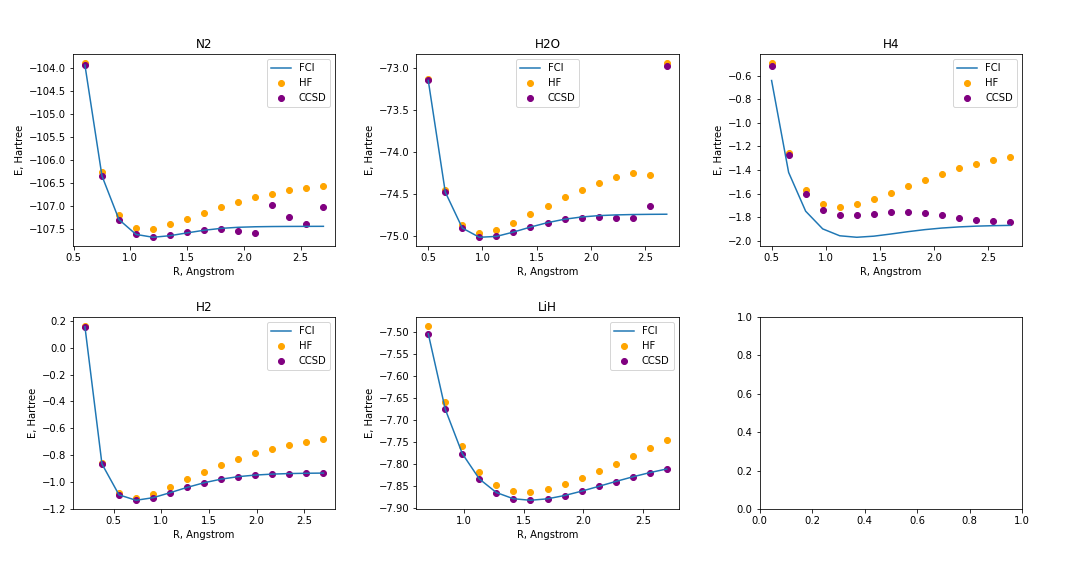 N2
E, Hartree
−104.0
−104.5
−105.0
−105.5
−106.0
−106.5
−107.0
−107.5
0.5 1.0 1.5 2.0 2.5
R, Angstrom
FCI
HF
CCSD
H2O
E, Hartree
−73.0
−73.5
−74.0
−74.5
−75.0
0.5 1.0 1.5 2.0 2.5
R, Angstrom
FCI
HF
CCSD
H4
E, Hartree
−0.6
−0.8
−1.0
−1.2
−1.4
−1.6
−1.8
−2.0
0.5 1.0 1.5 2.0 2.5
R, Angstrom
FCI
HF
CCSD
H2
E, Hartree
0.2
0.0
−0.2
−0.4
−0.6
−0.8
−1.0
−1.2
0.5 1.0 1.5 2.0 2.5
R, Angstrom
FCI
HF
CCSD
LiH
E, Hartree
−7.50
−7.55
−7.60
−7.65
−7.70
−7.75
−7.80
−7.85
−7.90
1.0 1.5 2.0 2.5
R, Angstrom
FCI
HF
CCSD
1.0
0.8
0.6
0.4
0.2
0.0
0.0 0.2 0.4 0.6 0.8 1.0